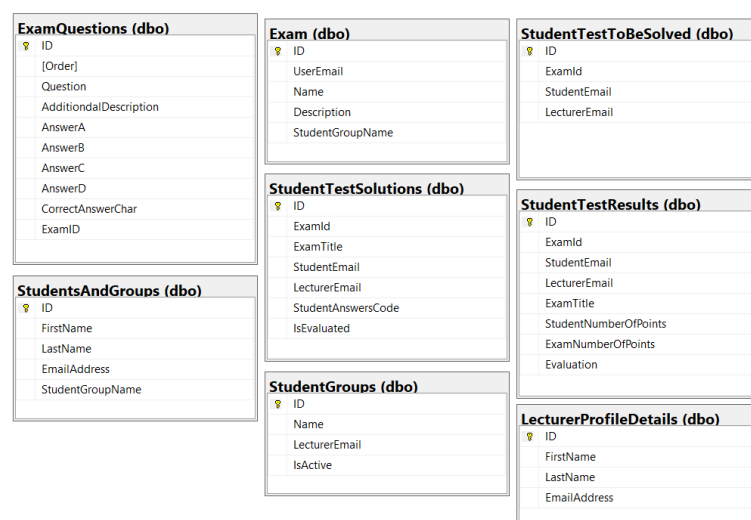 ExamQuestions (dbo)
ID
[Order]
Question
AdditiondalDescription
AnswerA
AnswerB
AnswerC
AnswerD
CorrectAnswerChar
ExamID
StudentsAndGroups (dbo)
ID
FirstName
LastName
EmailAddress
StudentGroupName
Exam (dbo)
ID
UserEmail
Name
Description
StudentGroupName
StudentTestSolutions (dbo)
ID
ExamId
ExamTitle
StudentEmail
LecturerEmail
StudentAnswersCode
IsEvaluated
StudentGroups (dbo)
ID
Name
LecturerEmail
IsActive
StudentTestToBeSolved (dbo)
ID
ExamId
StudentEmail
LecturerEmail
StudentTestResults (dbo)
ID
ExamId
StudentEmail
LecturerEmail
ExamTitle
StudentNumberOfPoints
ExamNumberOfPoints
Evaluation
LecturerProfileDetails (dbo)
ID
FirstName
LastName
EmailAddress